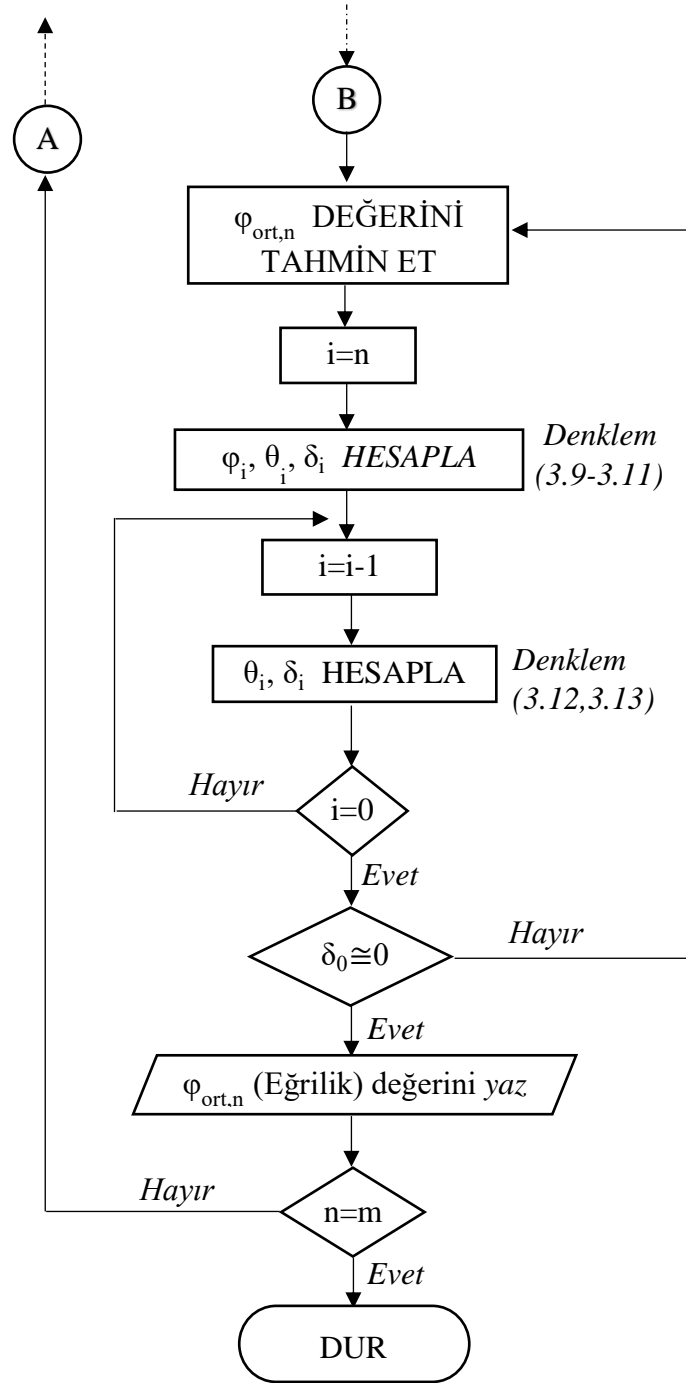 B
A
φort,n DEĞERİNİ
TAHMİN ET
i=n
φi, θi, δi HESAPLA
Denklem
(3.9-3.11)
i=i-1
θi, δi HESAPLA
Denklem
(3.12,3.13)
Hayır
i=0
Evet
δ0≅0
Hayır
Evet
φort,n (Eğrilik) değerini yaz
Hayır
n=m
Evet
DUR